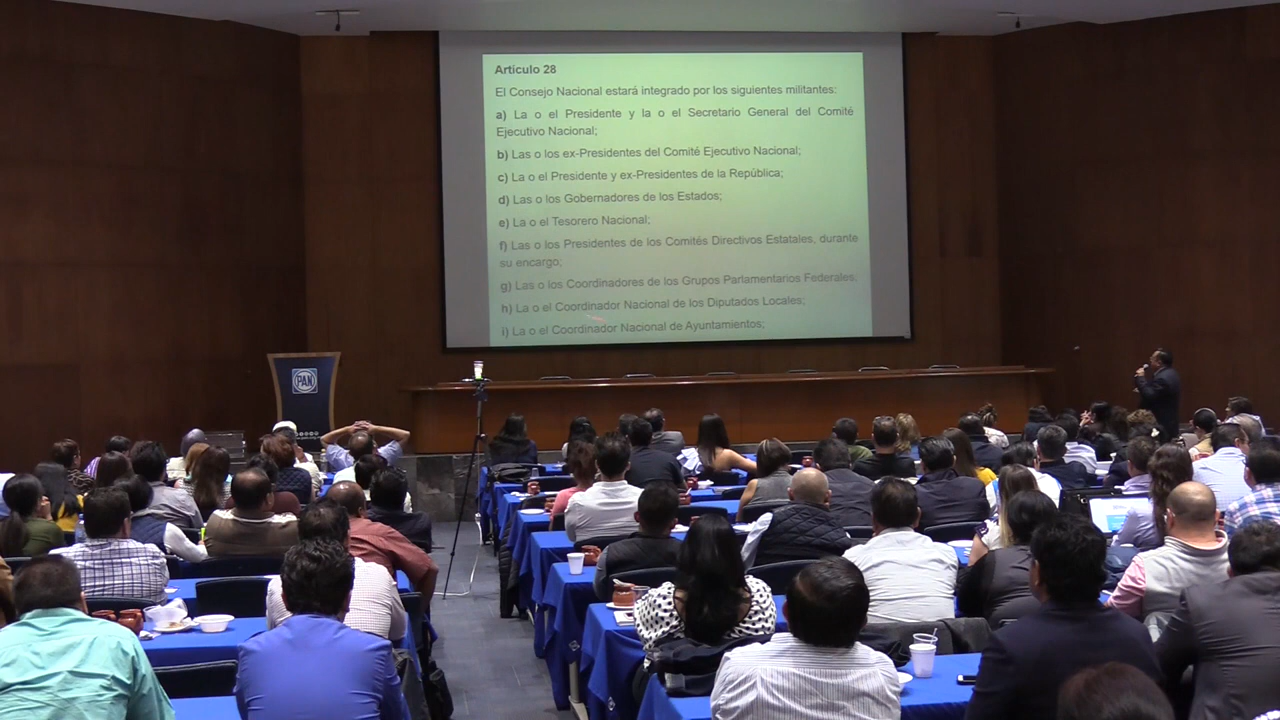 Artículo 28
El Consejo Nacional estará integrado por los siguientes militantes:
a) La o el Presidente y la o el Secretario General del Comité
Ejecutivo Nacional;
b) Las o los ex-Presidentes del Comité Ejecutivo Nacional;
c) La o el Presidente y ex-Presidentes de la República;
d) Las o los Gobernadores de los Estados;
e) La o el Tesorero Nacional;
f) Las o los Presidentes de los Comités Directivos Estatales, durante
su encargo;
g) Las o los Coordinadores de los Grupos Parlamentarios Federales.
h) La o el Coordinador Nacional de los Diputados Locales;
i) La o el Coordinador Nacional de Ayuntamientos;
PAN